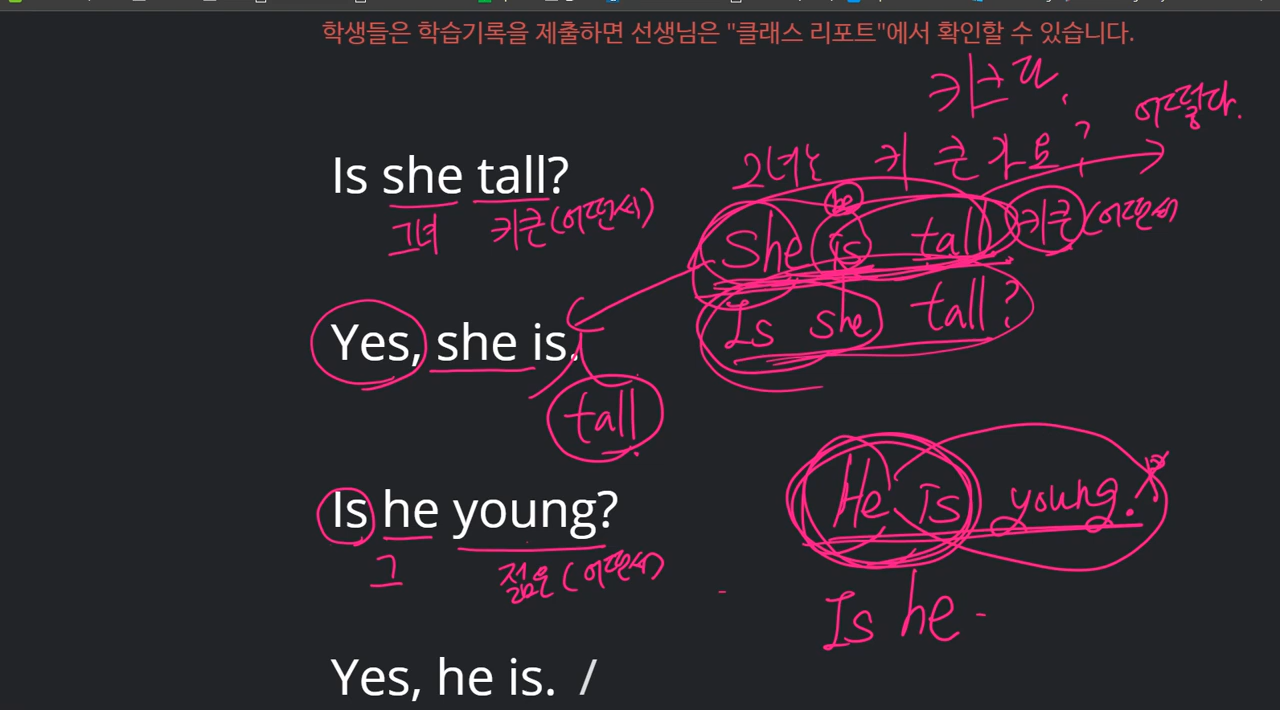 학생들은 학습기록을 제출하면 선생님은 "클래스 리포트"에서 확인할 수 있습니다.
키크다.
어떻다.
그녀는 키 큰가요?
Is she tall?
그녀 키큰(어떤써)
be
She is tall 키큰(어떤써)
Is she tall?
Yes, she is.
tall.
He is young.?
Is he young?
그 젊은(어떤써)
Is he -
Yes, he is. /